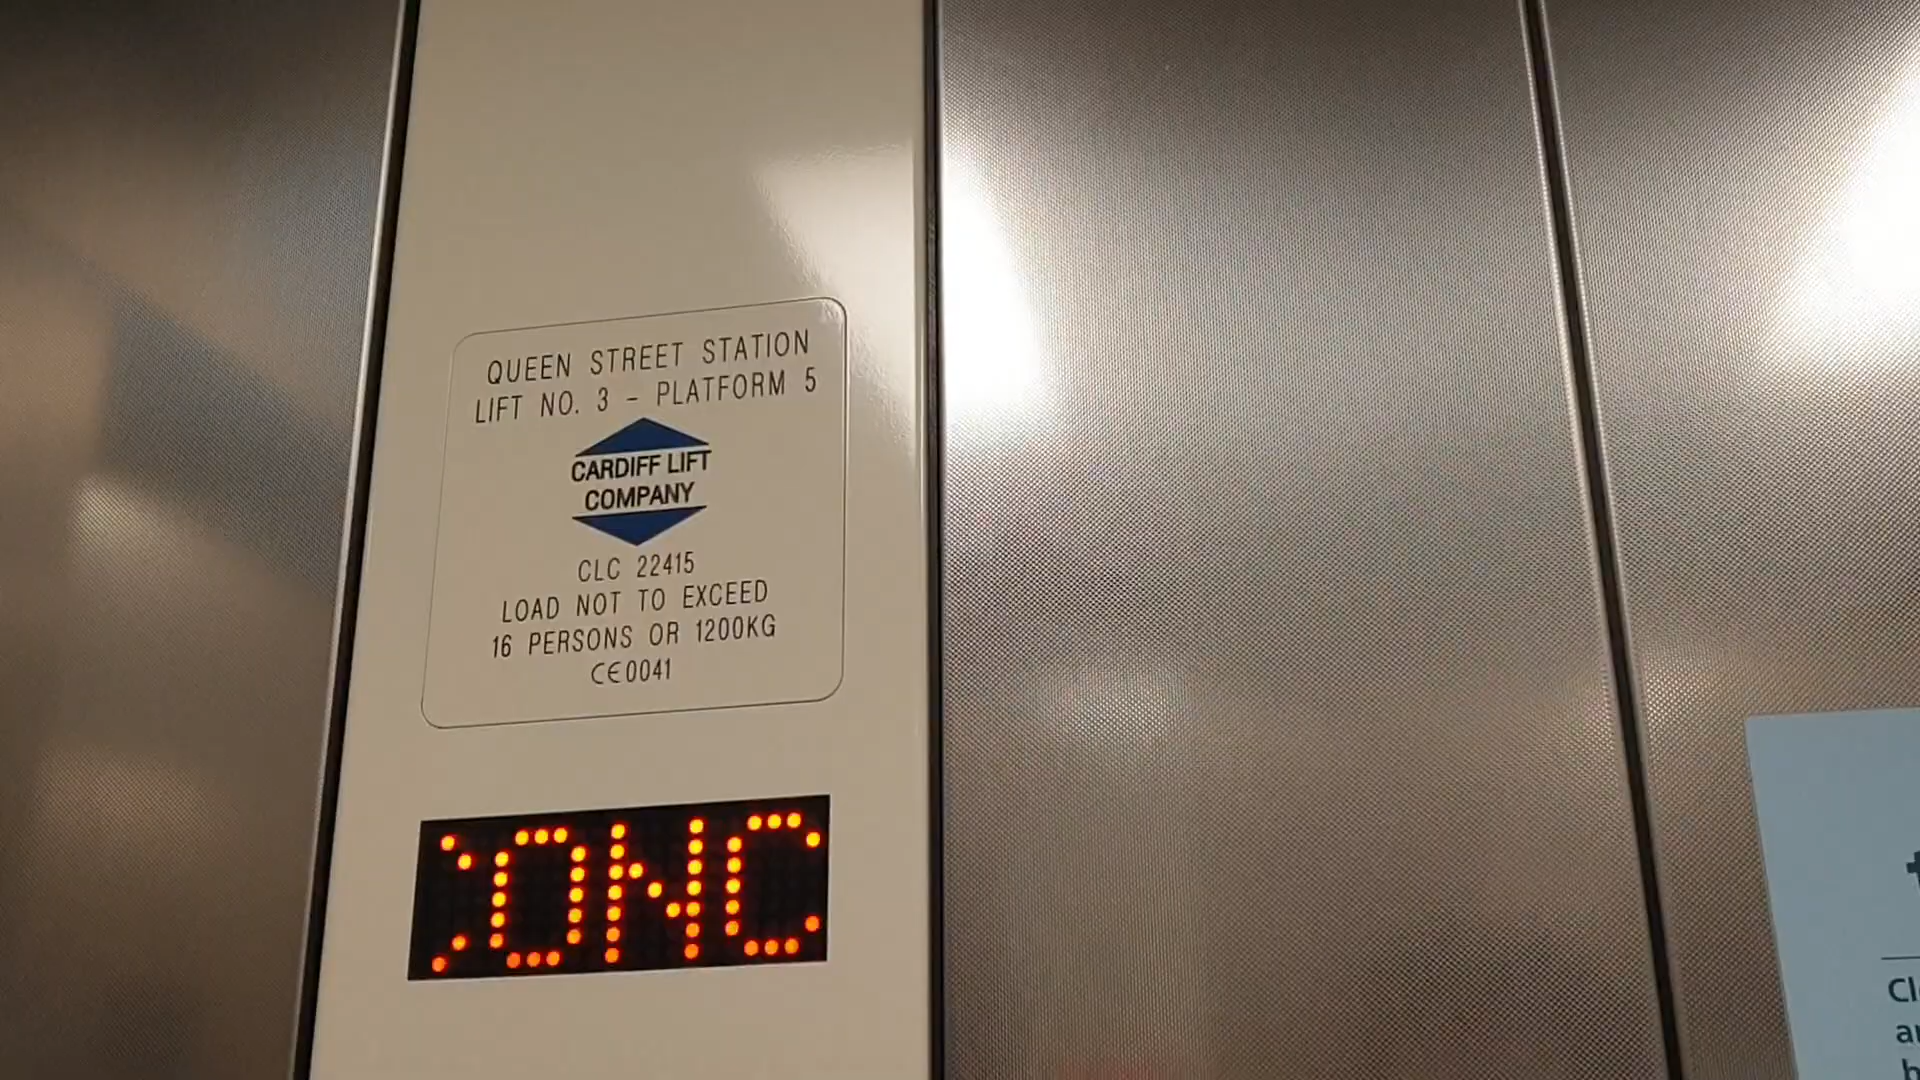 QUEEN STREET STATION
LIFT NO. 3 - PLATFORM 5
CARDIFF LIFT
COMPANY
CLC 22415
LOAD NOT TO EXCEED
16 PERSONS OR 1200KG
CE0041
ONC